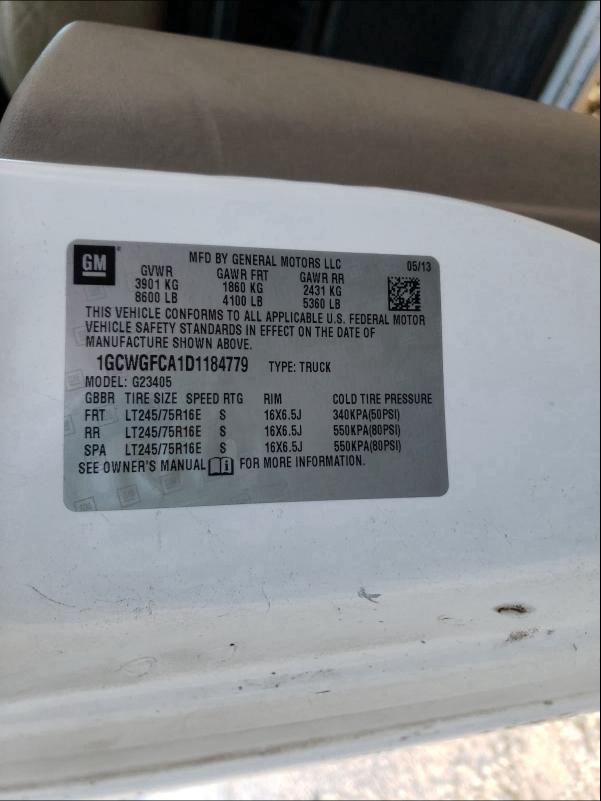 GM
MFD BY GENERAL MOTORS LLC 05/13
GVWR GAWR FRT GAWR RR
3901 KG 1860 KG 2431 KG
8600 LB 4100 LB 5360 LB
THIS VEHICLE CONFORMS TO ALL APPLICABLE U.S. FEDERAL MOTOR
VEHICLE SAFETY STANDARDS IN EFFECT ON THE DATE OF
MANUFACTURE SHOWN ABOVE.
1GCWGFCA1D1184779 TYPE: TRUCK
MODEL: G23405
GBBR TIRE SIZE SPEED RTG RIM COLD TIRE PRESSURE
FRT LT245/75R16E S 16X6.5J 340KPA(50PSI)
RR LT245/75R16E S 16X6.5J 550KPA(80PSI)
SPA LT245/75R16E S 16X6.5J 550KPA(80PSI)
SEE OWNER'S MANUAL FOR MORE INFORMATION.